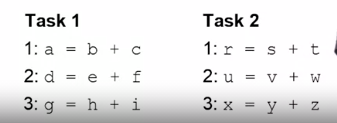 Task 1
1: a = b + c
2: d = e + f
3: g = h + i
Task 2
1: r = s + t
2: u = v + w
3: x = y + z